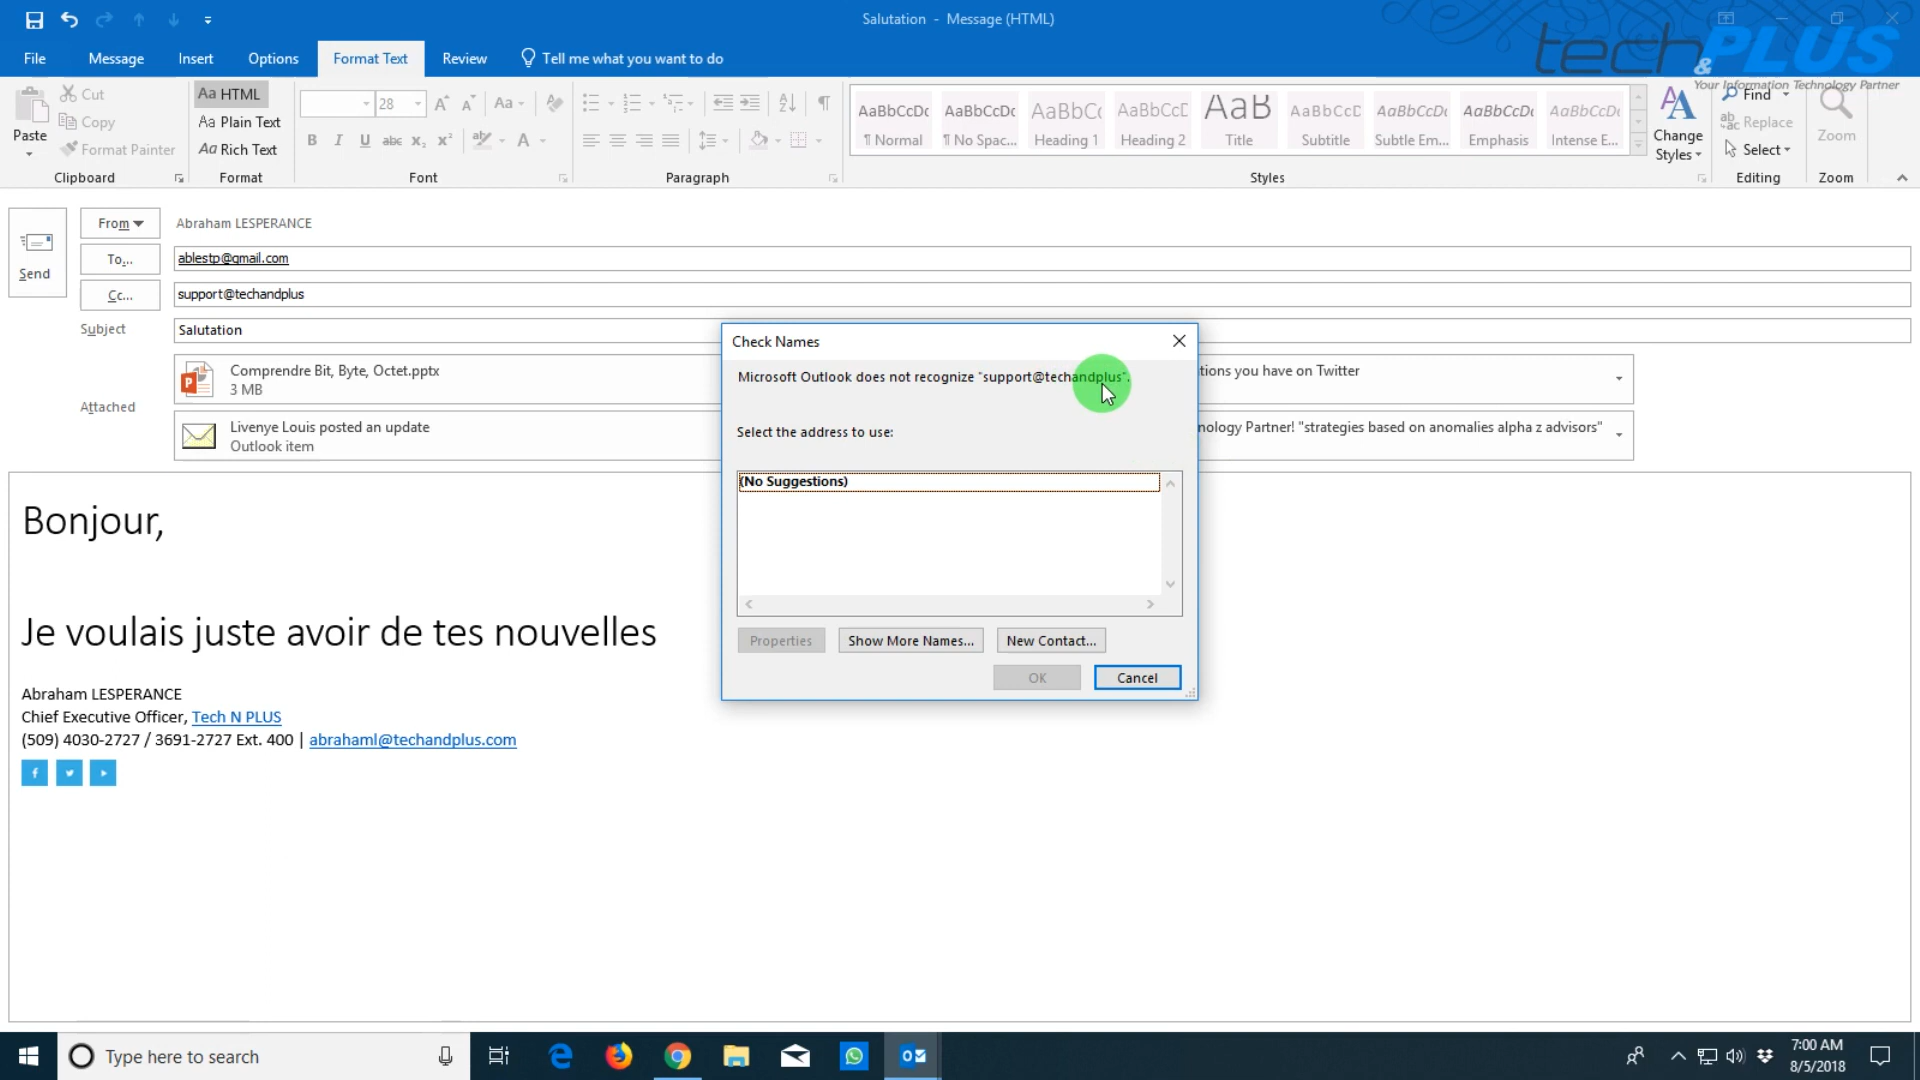 Salutation - Message (HTML)
tech & PLUS
Your Information Technology Partner
File Message Insert Options Format Text Review Tell me what you want to do
Paste
Cut
Copy
Format Painter
Clipboard
Aa HTML
Aa Plain Text
Aa Rich Text
Format
28
Aa
B I U abc x₂ x²
A
Font
Paragraph
AaBbCcDc AaBbCcDc AaBbCc AaBbCcD AaB AaBbCcD AaBbCcDc AaBbCcDc AaBbCcDc
¶ Normal ¶ No Spac... Heading 1 Heading 2 Title Subtitle Subtle Em... Emphasis Intense E...
Change
Styles
Styles
Find
Replace
Select
Editing
Zoom
Zoom
Send
From Abraham LESPERANCE
To... ablestp@gmail.com
Cc... support@techandplus
Subject Salutation
Attached
Comprendre Bit, Byte, Octet.pptx
3 MB
tions you have on Twitter
Livenye Louis posted an update
Outlook item
nology Partner! "strategies based on anomalies alpha z advisors"
Check Names
Microsoft Outlook does not recognize "support@techandplus".
Select the address to use:
(No Suggestions)
Properties Show More Names... New Contact...
OK Cancel
Bonjour,
Je voulais juste avoir de tes nouvelles
Abraham LESPERANCE
Chief Executive Officer, Tech N PLUS
(509) 4030-2727 / 3691-2727 Ext. 400 | abrahaml@techandplus.com
Type here to search
7:00 AM
8/5/2018